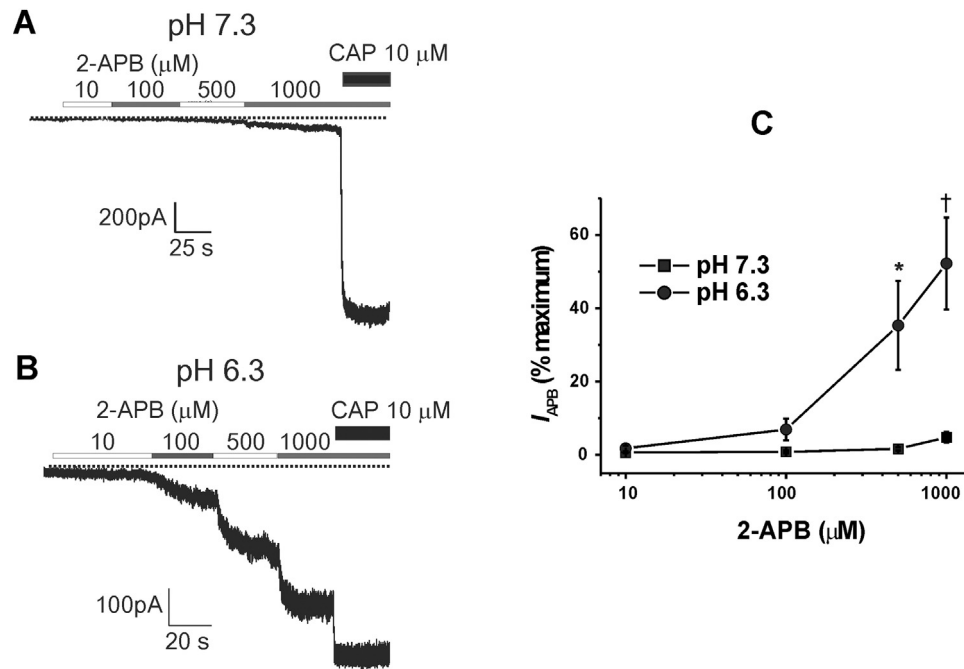 A
pH 7.3
2-APB (μM)
CAP 10 μM
10 100 500 1000
200pA
25 s
B
pH 6.3
2-APB (μM)
CAP 10 μM
10 100 500 1000
100pA
20 s
C
†
*
60
40
20
0
pH 7.3
pH 6.3
I APB (% maximum)
10 100 1000
2-APB (μM)